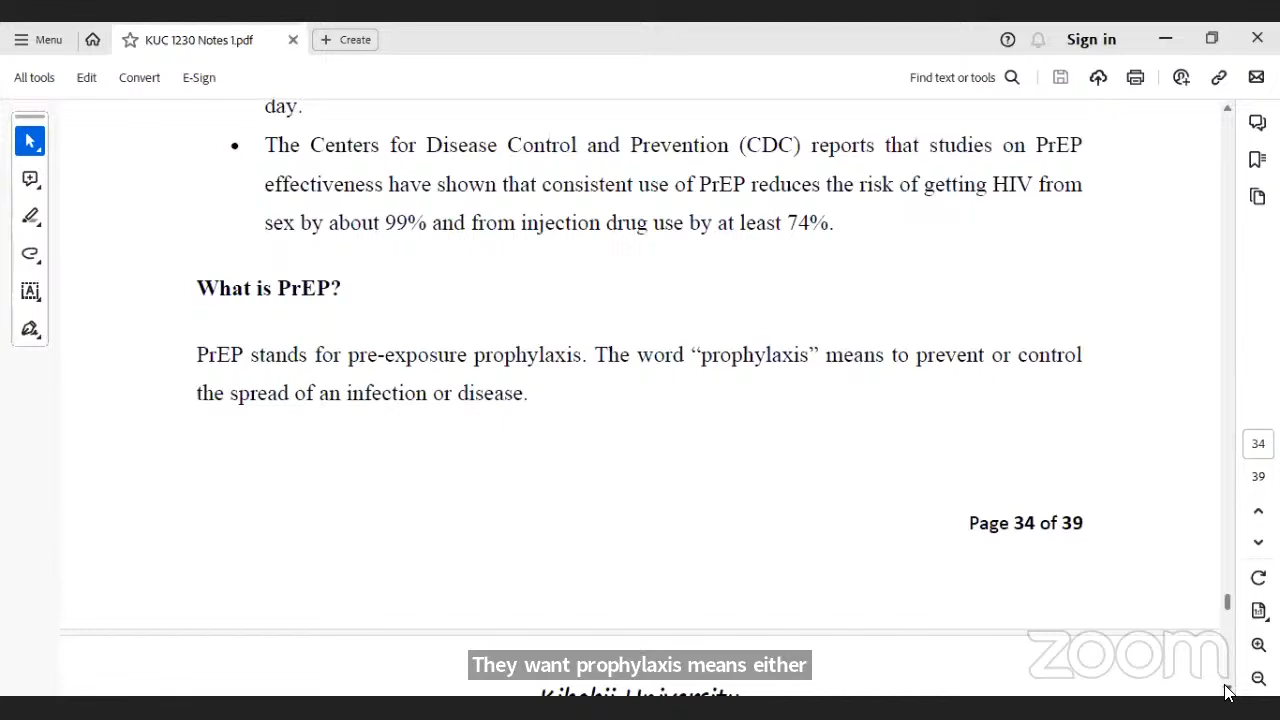 Menu
KUC 1230 Notes 1.pdf
Create
Sign in
All tools Edit Convert E-Sign Find text or tools
day.
• The Centers for Disease Control and Prevention (CDC) reports that studies on PrEP
effectiveness have shown that consistent use of PrEP reduces the risk of getting HIV from
sex by about 99% and from injection drug use by at least 74%.
What is PrEP?
PrEP stands for pre-exposure prophylaxis. The word “prophylaxis” means to prevent or control
the spread of an infection or disease.
34
39
Page 34 of 39
zoom
They want prophylaxis means either
University